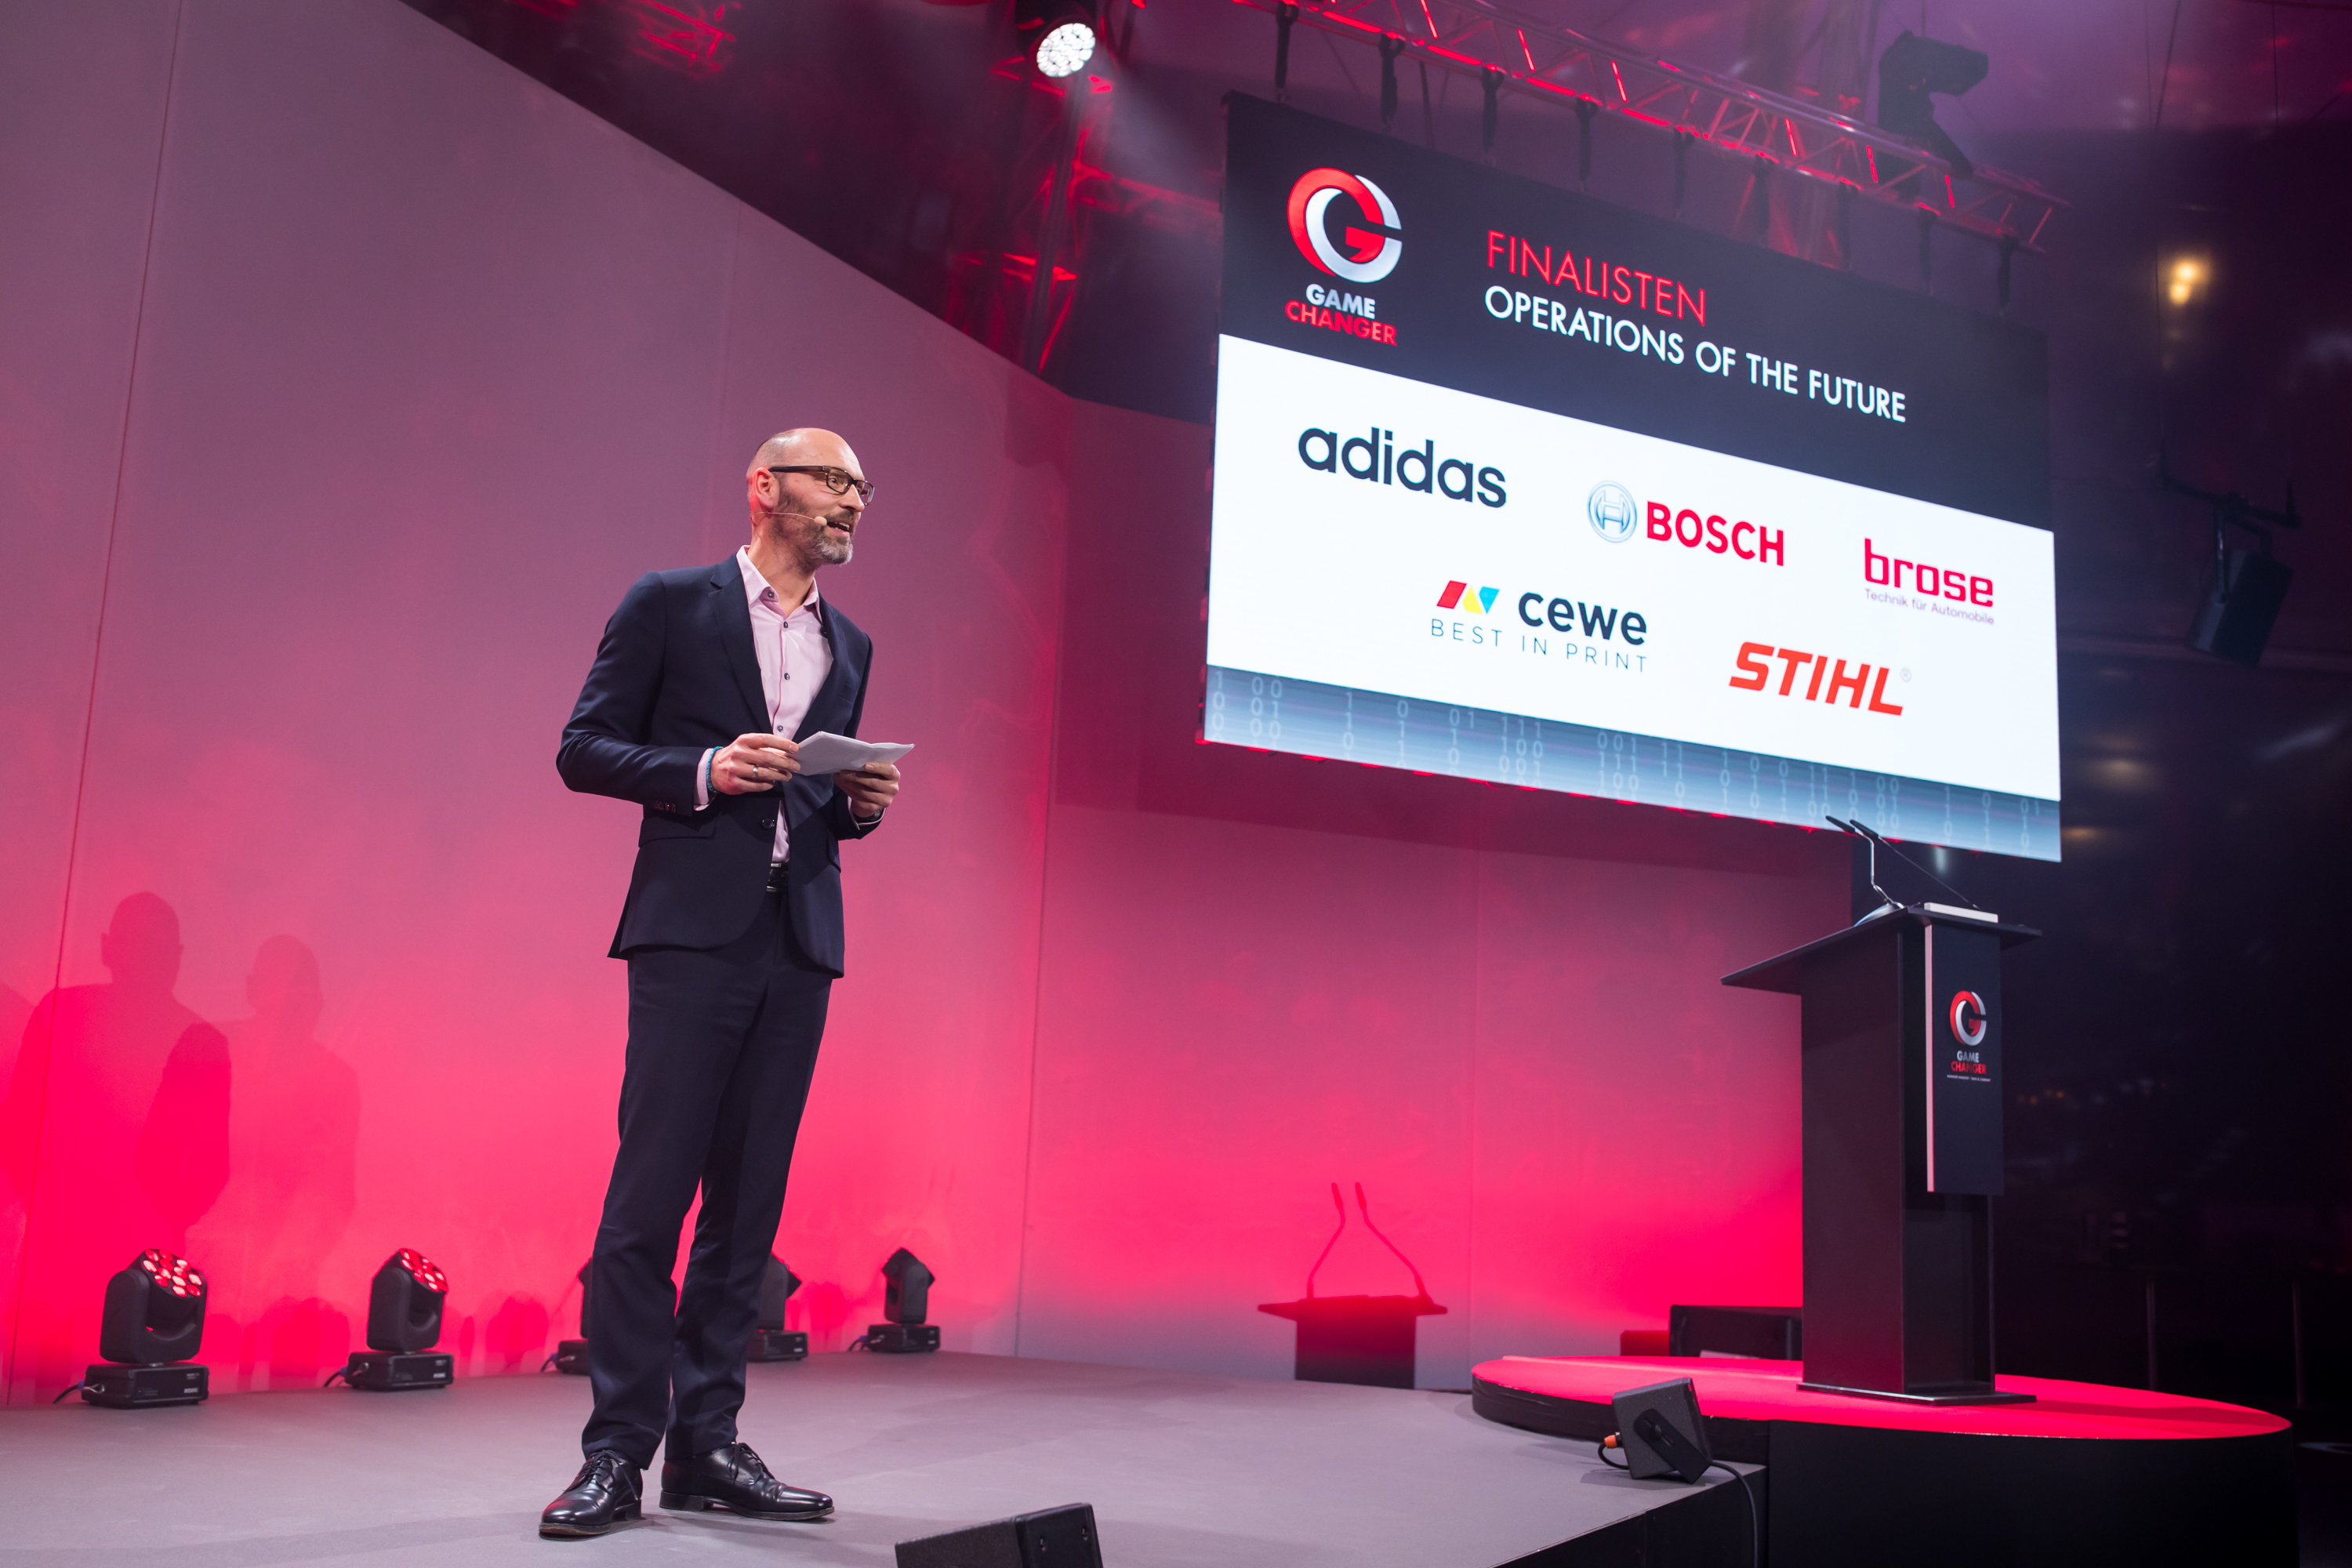 GAME
CHANGER
FINALISTEN
OPERATIONS OF THE FUTURE
adidas
BOSCH
brose
Technik für Automobile
cewe
BEST IN PRINT
STIHL®
GAME
CHANGER